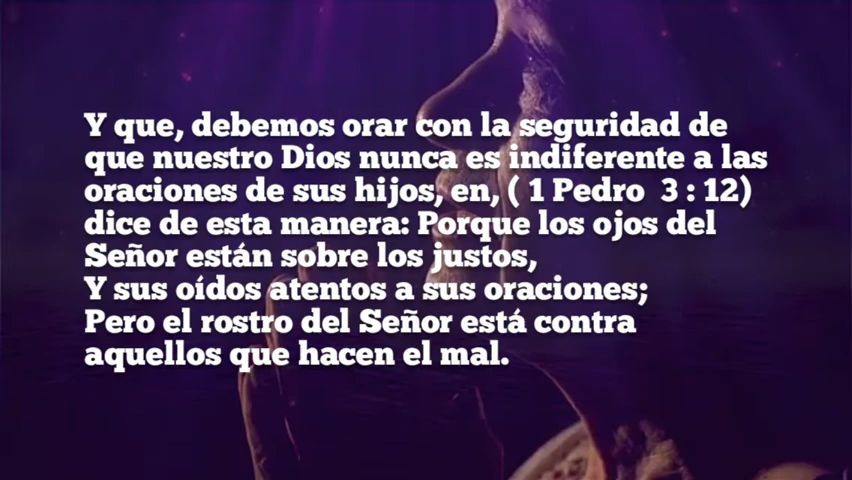 Y que, debemos orar con la seguridad de
que nuestro Dios nunca es indiferente a las
oraciones de sus hijos, en, ( 1 Pedro  3 : 12)
dice de esta manera: Porque los ojos del
Señor están sobre los justos,
Y sus oídos atentos a sus oraciones;
Pero el rostro del Señor está contra
aquellos que hacen el mal.